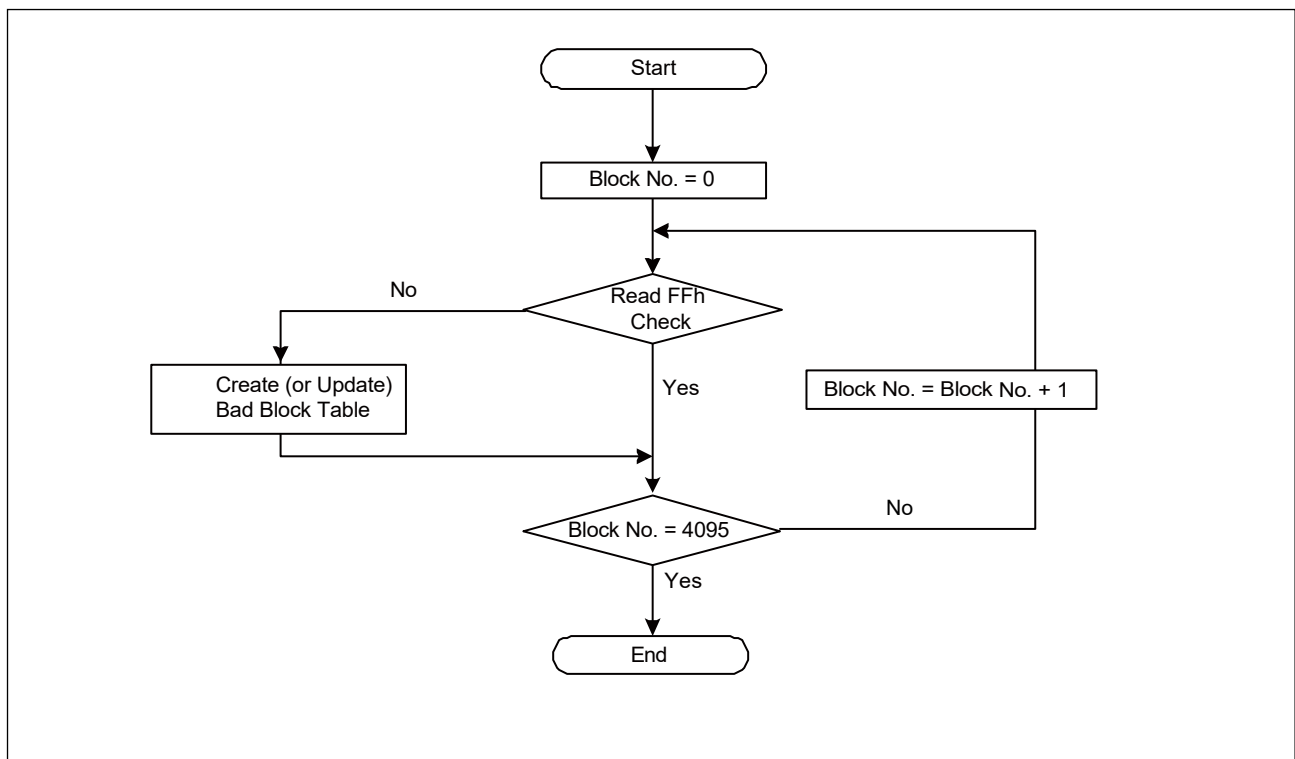 Start
Block No. = 0
No
Read FFh
Check
Create (or Update)
Bad Block Table
Yes
Block No. = Block No. + 1
No
Block No. = 4095
Yes
End